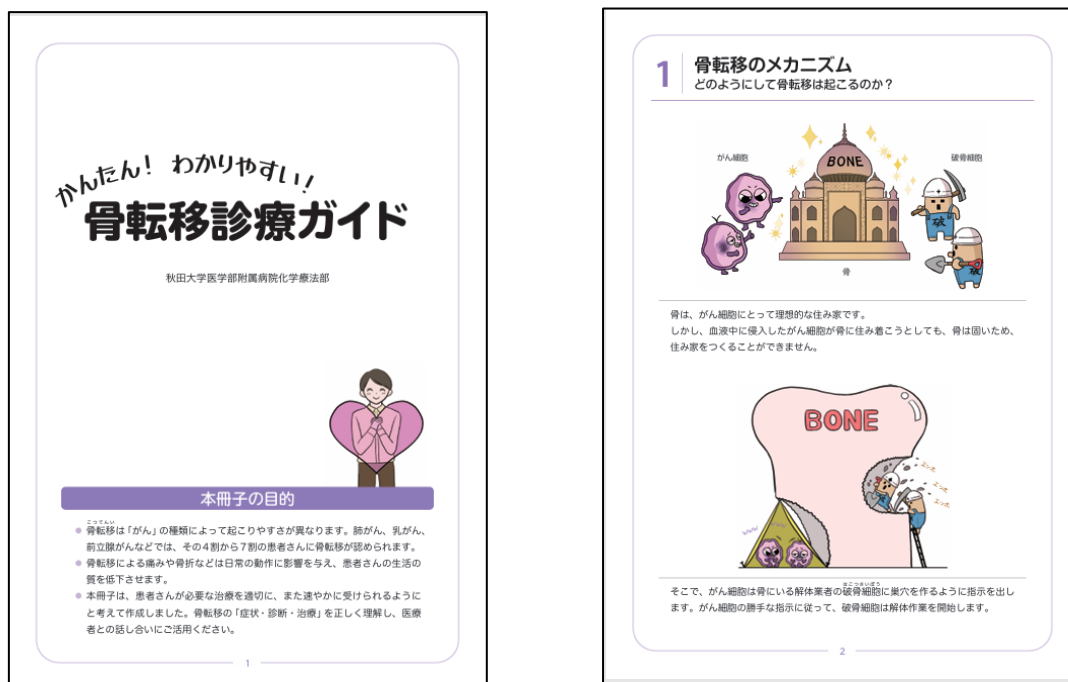 かんたん！ わかりやすい！
骨転移診療ガイド
秋田大学医学部附属病院化学療法部
本冊子の目的
こつてんい
● 骨転移は「がん」の種類によって起こりやすさが異なります。肺がん、乳がん、
前立腺がんなどでは、その４割から７割の患者さんに骨転移が認められます。
● 骨転移による痛みや骨折などは日常の動作に影響を与え、患者さんの生活の
質を低下させます。
● 本冊子は、患者さんが必要な治療を適切に、また速やかに受けられるように
と考えて作成しました。骨転移の「症状・診断・治療」を正しく理解し、医療
者との話し合いにご活用ください。
1
1
骨転移のメカニズム
どのようにして骨転移は起こるのか？
がん細胞
BONE
破骨細胞
破
破
骨
骨は、がん細胞にとって理想的な住み家です。
しかし、血液中に侵入したがん細胞が骨に住み着こうとしても、骨は固いため、
住み家をつくることができません。
BONE
はこつさいぼう
そこで、がん細胞は骨にいる解体業者の破骨細胞に巣穴を作るように指示を出し
ます。がん細胞の勝手な指示に従って、破骨細胞は解体作業を開始します。
2